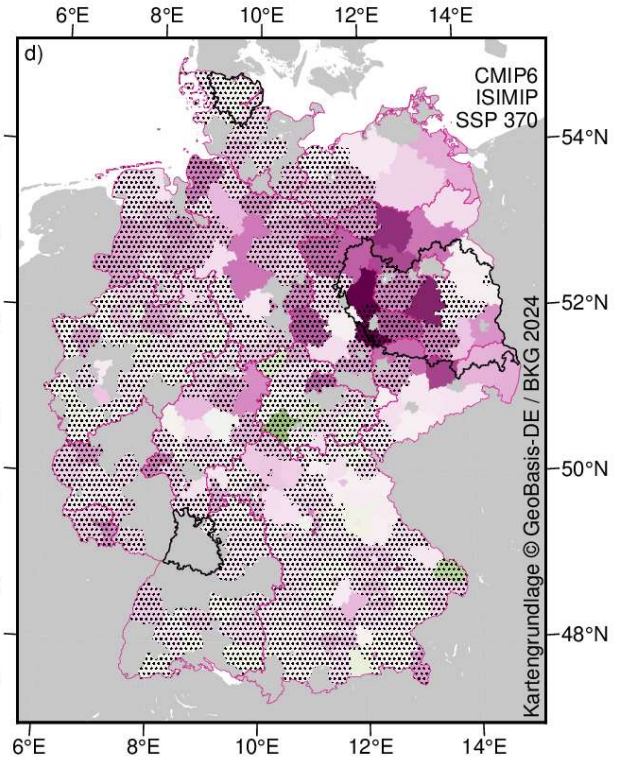 6°E 8°E 10°E 12°E 14°E
d)
CMIP6
ISIMIP
SSP 370
54°N
52°N
50°N
48°N
Kartengrundlage © GeoBasis-DE / BKG 2024
6°E 8°E 10°E 12°E 14°E